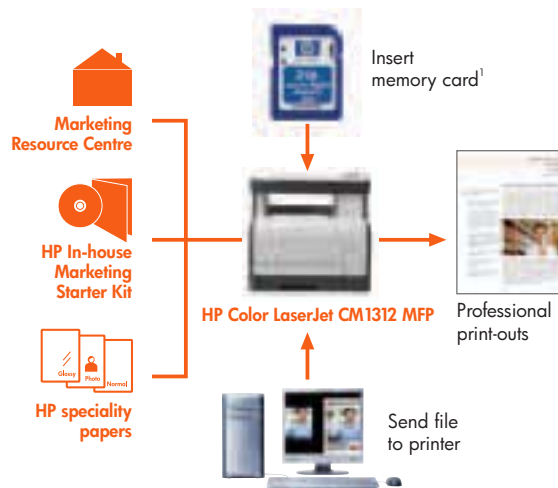 Insert
memory card¹
Marketing
Resource Centre
HP In-house
Marketing
Starter Kit
HP Color LaserJet CM1312 MFP
Professional
print-outs
Glossy
Photo
Normal
HP speciality
papers
Send file
to printer